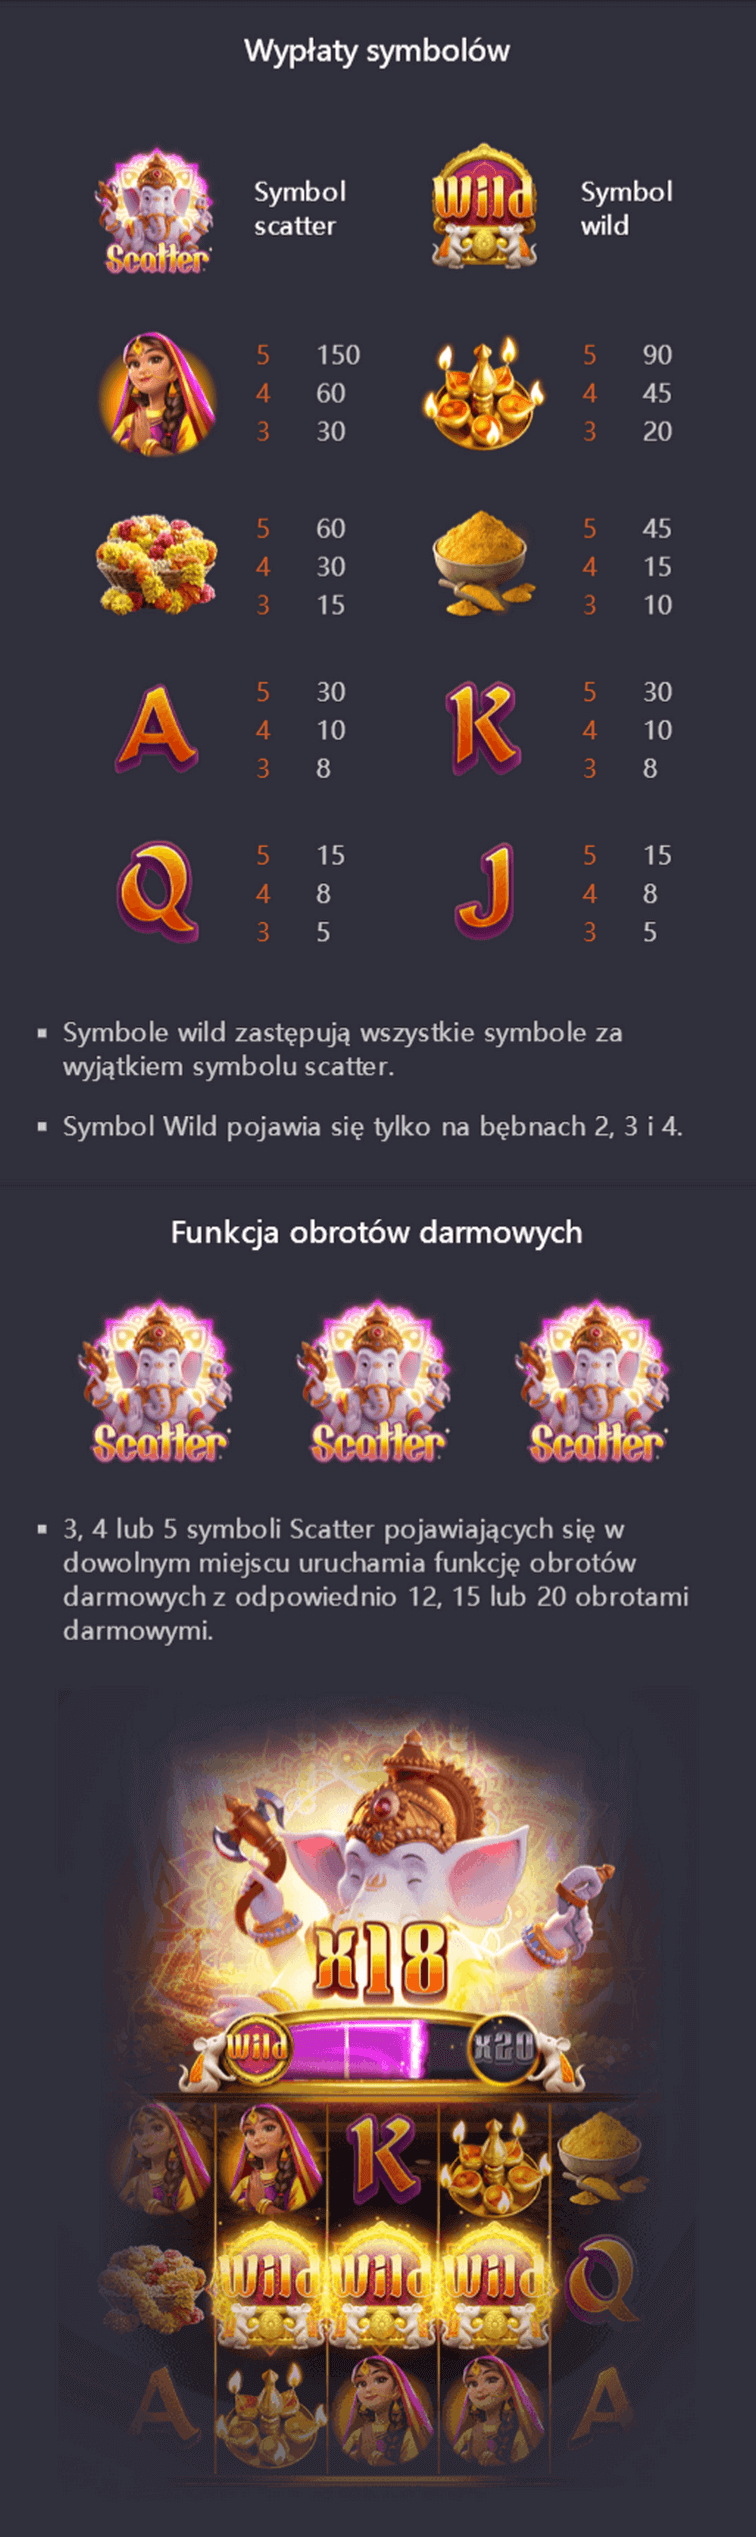 Wypłaty symbolów
Scatter
Symbol
scatter
Wild
Symbol
wild
5 150
4 60
3 30
5 90
4 45
3 20
5 60
4 30
3 15
5 45
4 15
3 10
A
5 30
4 10
3 8
K
5 30
4 10
3 8
Q
5 15
4 8
3 5
J
5 15
4 8
3 5
▪ Symbole wild zastępują wszystkie symbole za
wyjątkiem symbolu scatter.
▪ Symbol Wild pojawia się tylko na bębnach 2, 3 i 4.
Funkcja obrotów darmowych
Scatter Scatter Scatter
▪ 3, 4 lub 5 symboli Scatter pojawiających się w
dowolnym miejscu uruchamia funkcję obrotów
darmowych z odpowiednio 12, 15 lub 20 obrotami
darmowymi.
x18
Wild x20
K
Wild Wild Wild Q
A A